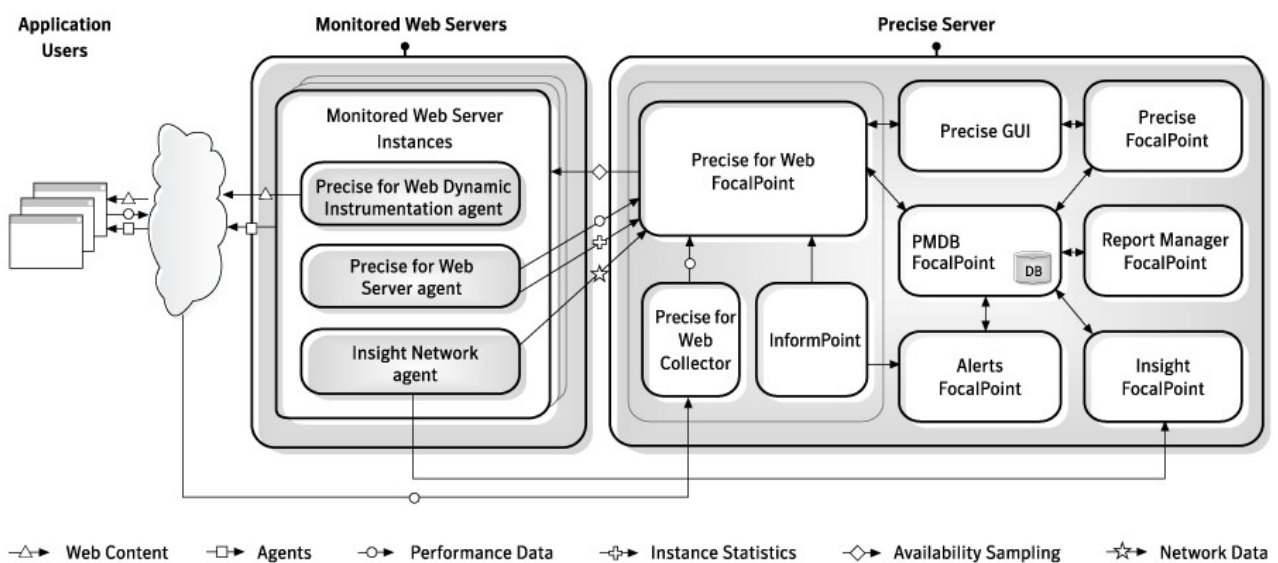 Application
Users
Monitored Web Servers
Precise Server
Monitored Web Server
Instances
Precise for Web Dynamic
Instrumentation agent
Precise for Web
Server agent
Insight Network
agent
Precise for Web
FocalPoint
Precise GUI
Precise
FocalPoint
PMDB
FocalPoint
DB
Report Manager
FocalPoint
Precise for
Web
Collector
InformPoint
Alerts
FocalPoint
Insight
FocalPoint
Web Content
Agents
Performance Data
Instance Statistics
Availability Sampling
Network Data